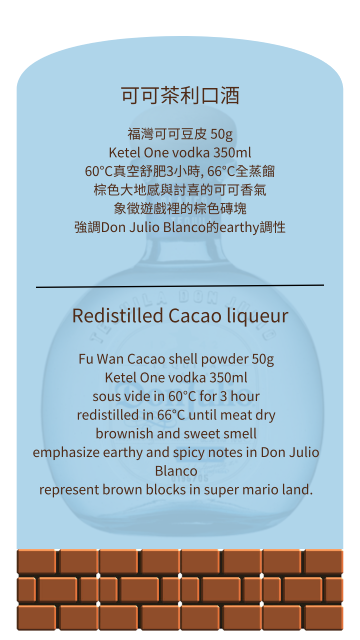 可可茶利口酒
福灣可可豆皮 50g
Ketel One vodka 350ml
60°C真空舒肥3小時, 66°C全蒸餾
棕色大地感與討喜的可可香氣
象徵遊戲裡的棕色磚塊
強調Don Julio Blanco的earthy調性
Redistilled Cacao liqueur
Fu Wan Cacao shell powder 50g
Ketel One vodka 350ml
sous vide in 60°C for 3 hour
redistilled in 66°C until meat dry
brownish and sweet smell
emphasize earthy and spicy notes in Don Julio
Blanco
represent brown blocks in super mario land.